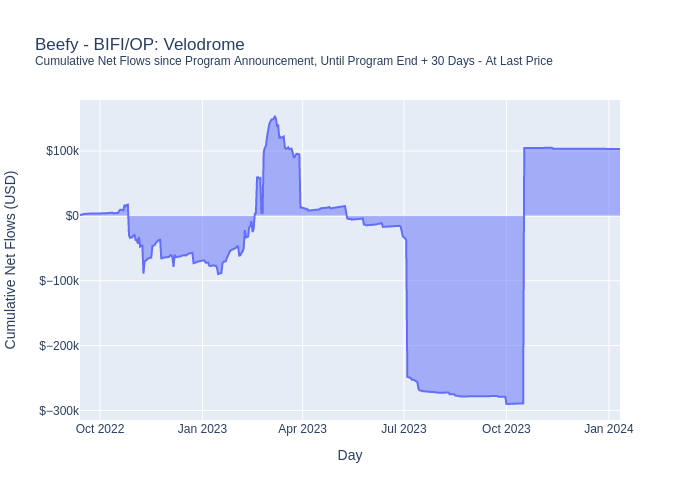 Beefy - BIFI/OP: Velodrome
Cumulative Net Flows since Program Announcement, Until Program End + 30 Days - At Last Price
Cumulative Net Flows (USD)
$100k
$0
$−100k
$−200k
$−300k
Oct 2022
Jan 2023
Apr 2023
Jul 2023
Oct 2023
Jan 2024
Day